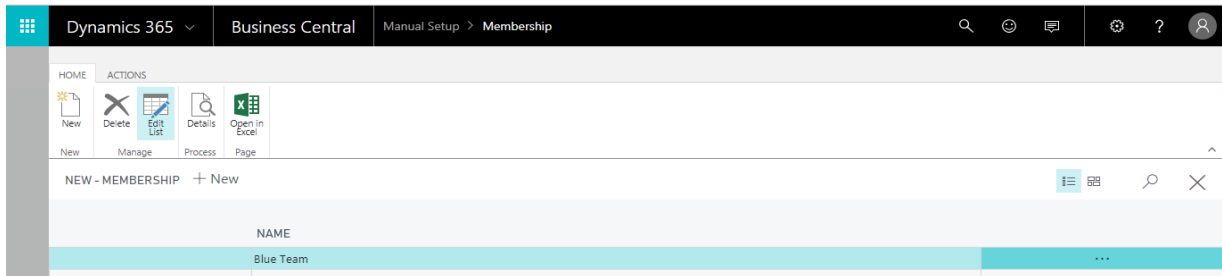 Dynamics 365 Business Central Manual Setup > Membership ?
HOME ACTIONS
New Delete Edit List Details Open in Excel
New Manage Process Page
NEW - MEMBERSHIP + New
NAME
Blue Team ...